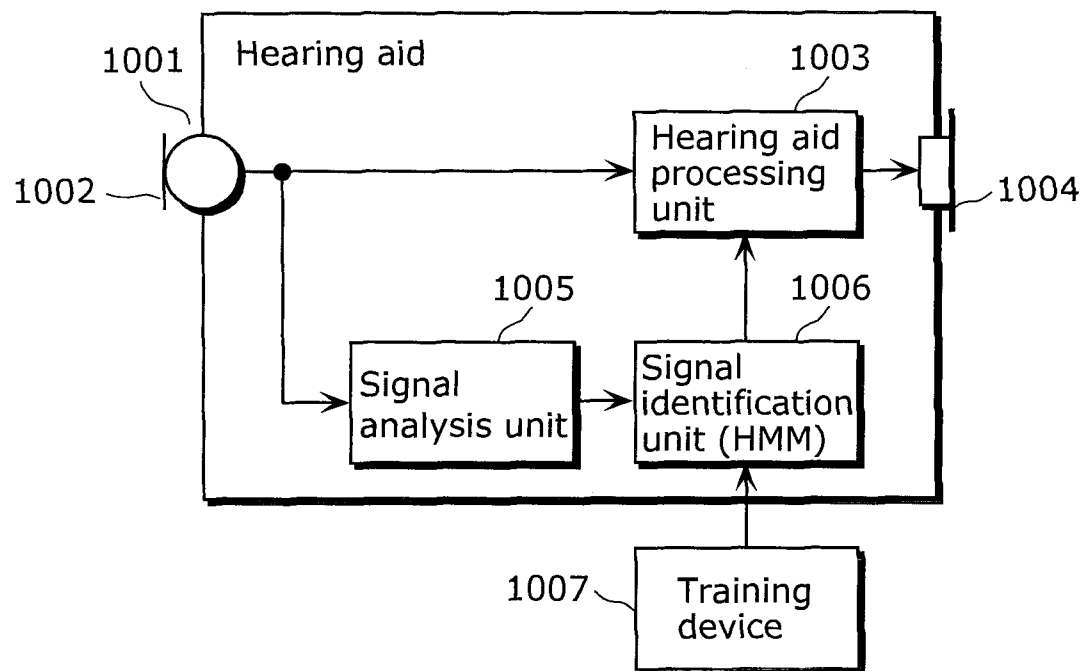 1001
Hearing aid
1003
1002
Hearing aid
processing
unit
1004
1005
1006
Signal
analysis unit
Signal
identification
unit (HMM)
1007
Training
device